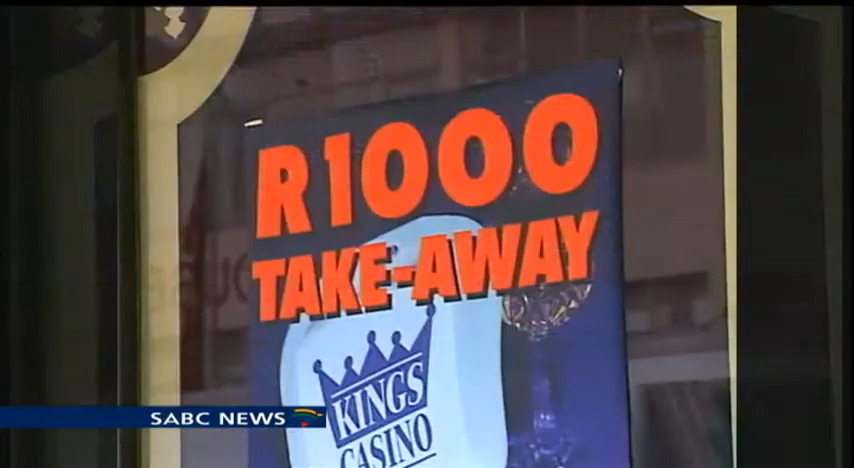 R1000
TAKE-AWAY
KINGS
CASINO
SABC NEWS